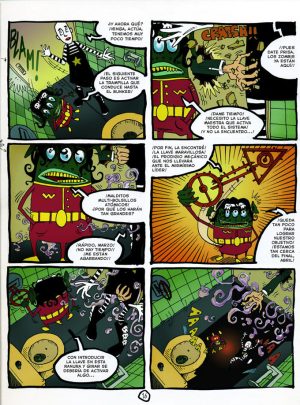 ¡BLAM!
¿Y AHORA QUÉ?
¡VENGA, ACTÚA,
TENEMOS MUY
POCO TIEMPO!
¡EL SIGUIENTE
PASO ES ACTIVAR
LA TRAMPILLA QUE
CONDUCE HASTA
EL BUNKER!
CRASH!!
¡PUES
DATE PRISA,
LOS ZOMBIS
YA ESTÁN
AQUÍ!
¡DAME TIEMPO!
¡NECESITO LA LLAVE
MAESTRA QUE ACTIVA
TODO EL SISTEMA!
¡Y NO LA ENCUENTRO...!
¡MALDITOS
MULTI-BOLSILLOS
ATÓMICOS!
¿POR QUÉ LOS HARÁN
TAN GRANDES?
¡RÁPIDO, MARZO!
¡NO HAY TIEMPO!
¡ME ESTÁN
AGARRANDO!
¡POR FIN, LA ENCONTRÉ!
¡LA LLAVE MARAVILLOSA!
¡EL PRODIGIO MECÁNICO
QUE NOS LLEVARÁ
ANTE EL MISMÍSIMO
LÍDER!
¡QUEDA
TAN POCO
PARA
LOGRAR
NUESTRO
OBJETIVO!
¡ESTAMOS TAN
CERCA
DEL FINAL,
ABRIL!
CON INTRODUCIR
LA LLAVE EN ESTA
RANURA Y GIRAR SE
DEBERÍA DE ACTIVAR
ALGO...